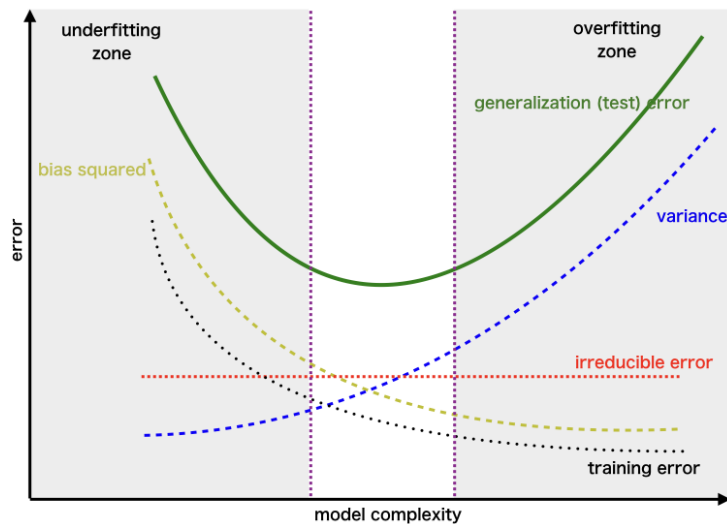 underfitting
zone
overfitting
zone
generalization (test) error
bias squared
variance
error
irreducible error
training error
model complexity